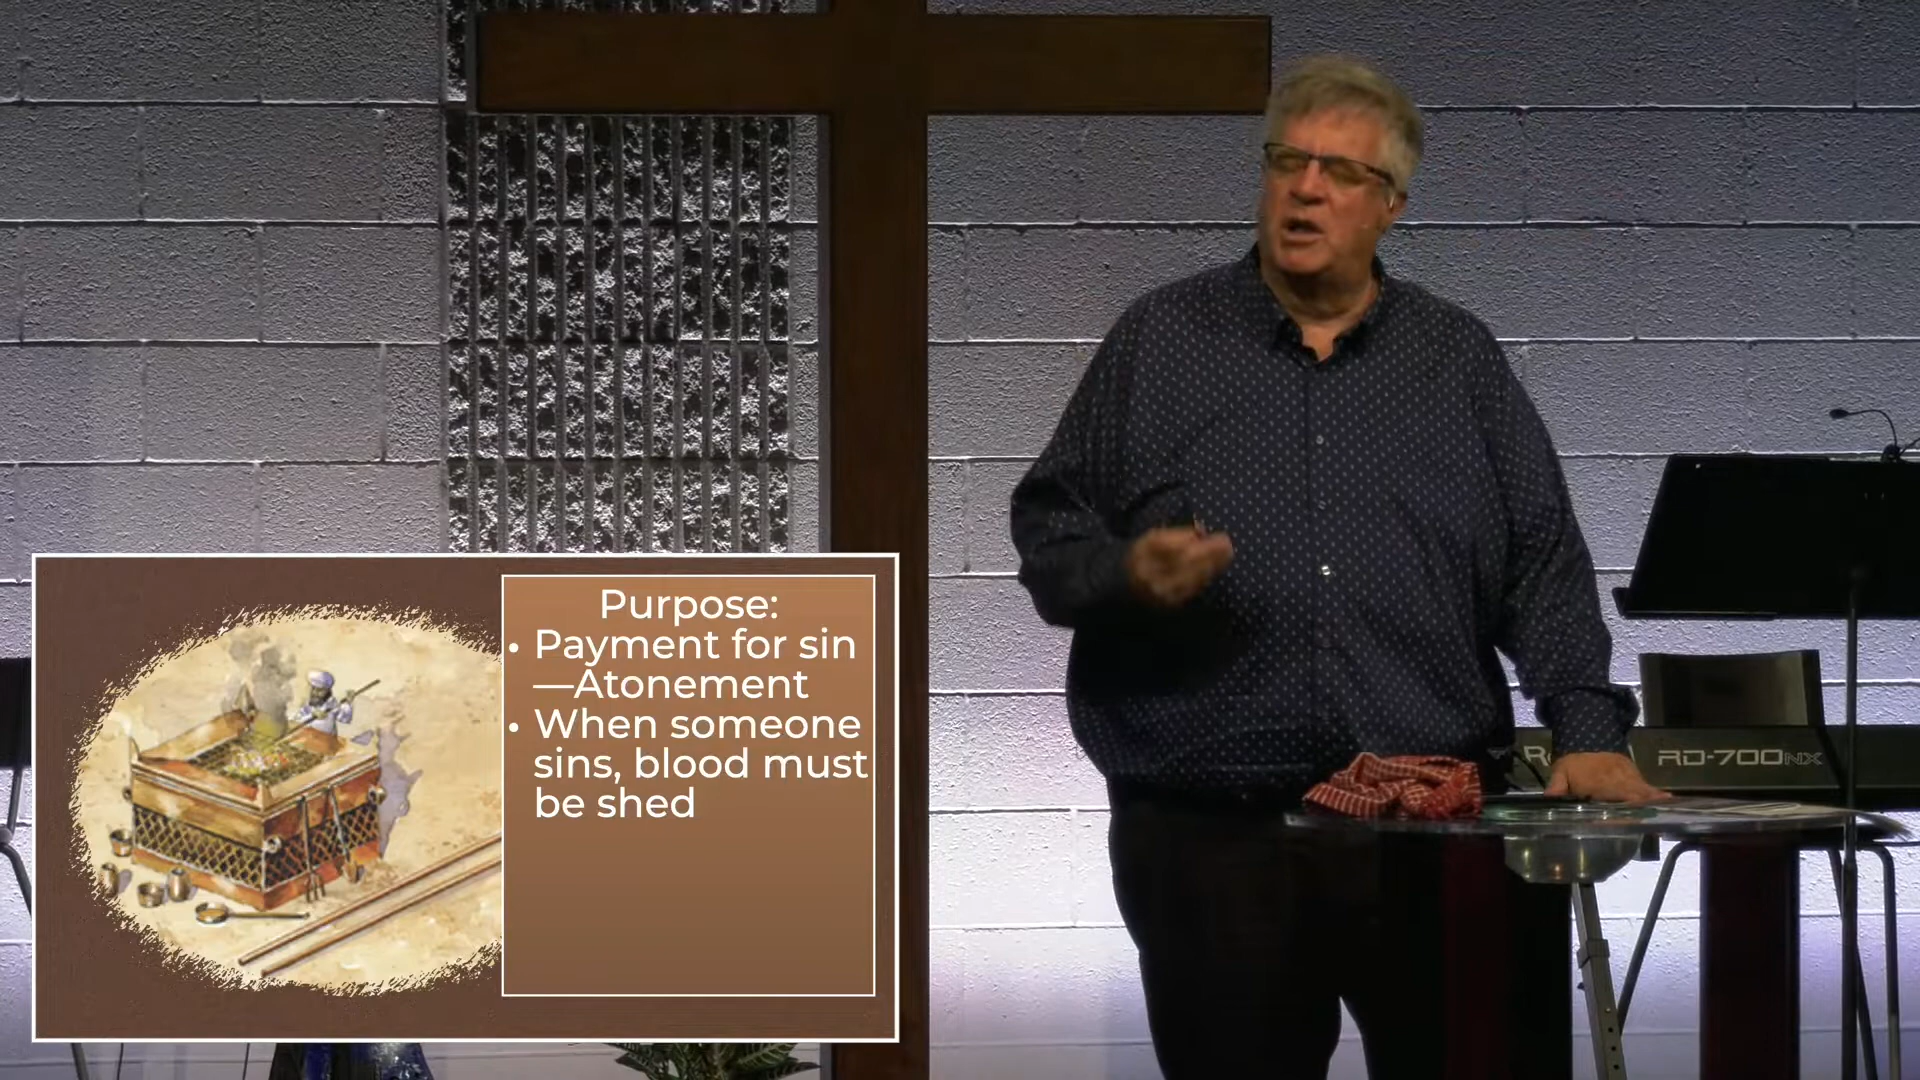 Purpose:
• Payment for sin
—Atonement
• When someone
sins, blood must
be shed
RD-700NX